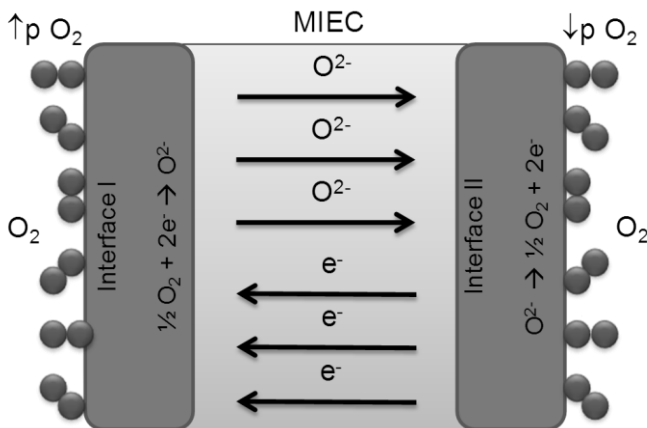 ↑p O₂
MIEC
↓p O₂
O₂
Interface I
½ O₂ + 2e⁻ → O²⁻
O²⁻
O²⁻
O²⁻
e⁻
e⁻
e⁻
Interface II
O²⁻ → ½ O₂ + 2e⁻
O₂